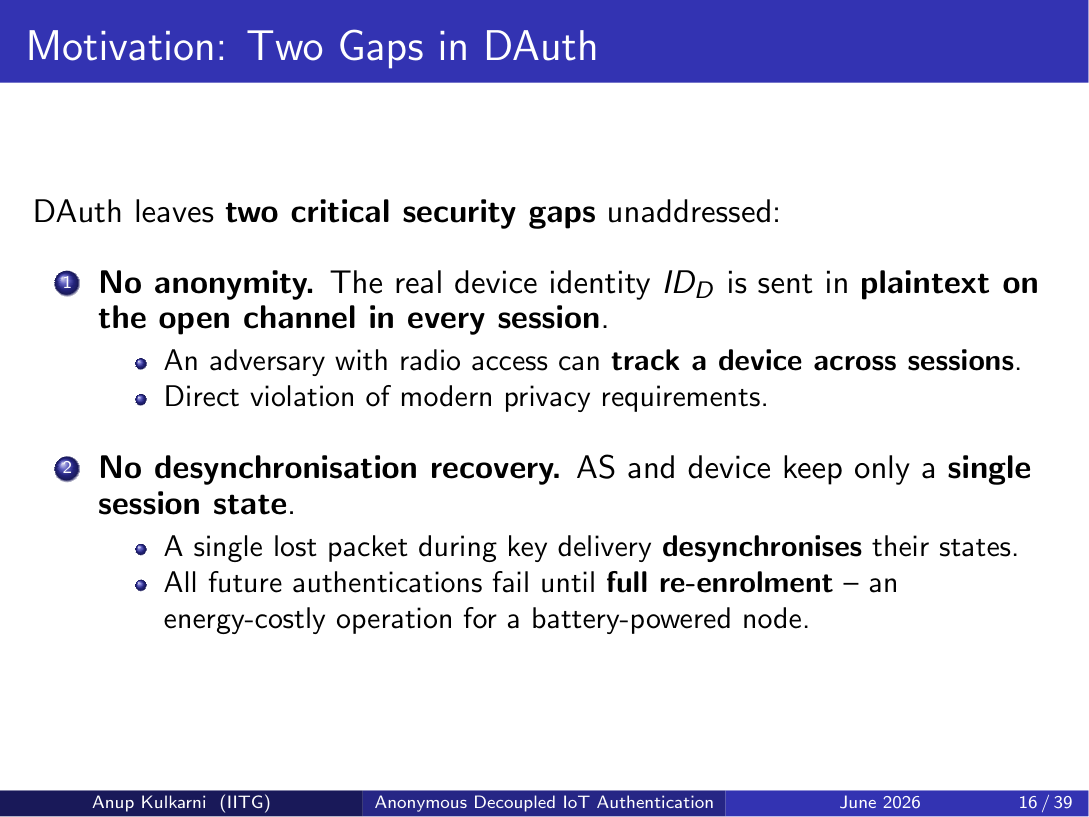 Motivation: Two Gaps in DAuth
DAuth leaves two critical security gaps unaddressed:
1 No anonymity. The real device identity ID_D is sent in plaintext on
the open channel in every session.
An adversary with radio access can track a device across sessions.
Direct violation of modern privacy requirements.
2 No desynchronisation recovery. AS and device keep only a single
session state.
A single lost packet during key delivery desynchronises their states.
All future authentications fail until full re-enrolment – an
energy-costly operation for a battery-powered node.
Anup Kulkarni (IITG) Anonymous Decoupled IoT Authentication June 2026 16 / 39